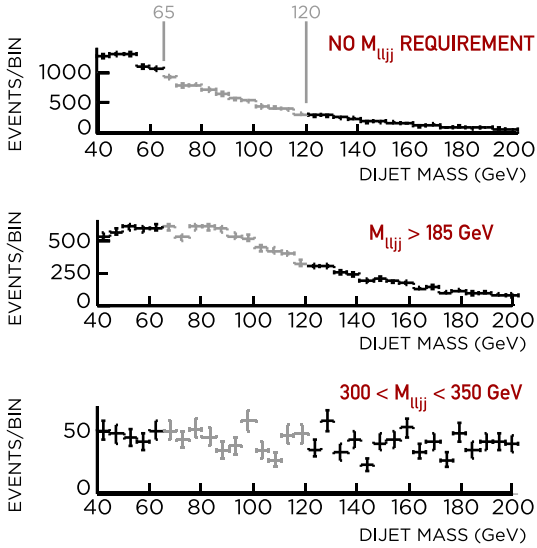 65 120
NO Mlljj REQUIREMENT
EVENTS/BIN
1000
500
0
40 60 80 100 120 140 160 180 200
DIJET MASS (GeV)
Mlljj > 185 GeV
EVENTS/BIN
500
250
0
40 60 80 100 120 140 160 180 200
DIJET MASS (GeV)
300 < Mlljj < 350 GeV
EVENTS/BIN
50
0
40 60 80 100 120 140 160 180 200
DIJET MASS (GeV)